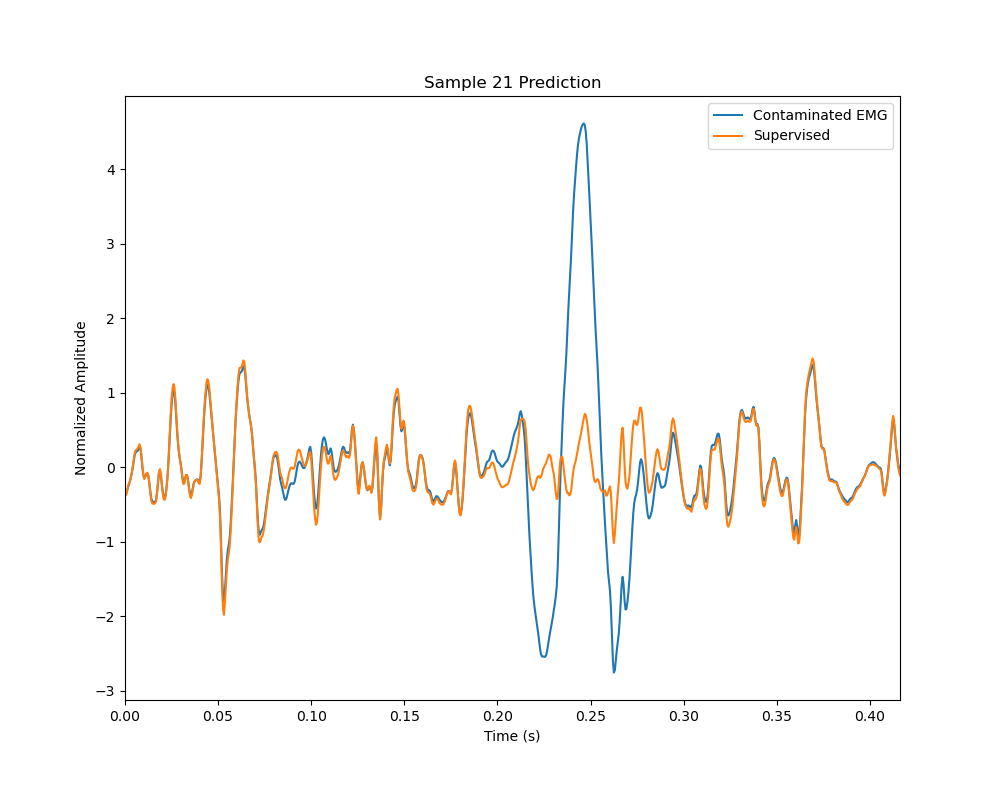 Sample 21 Prediction
Contaminated EMG
Supervised
Normalized Amplitude
4
3
2
1
0
−1
−2
−3
0.00 0.05 0.10 0.15 0.20 0.25 0.30 0.35 0.40
Time (s)